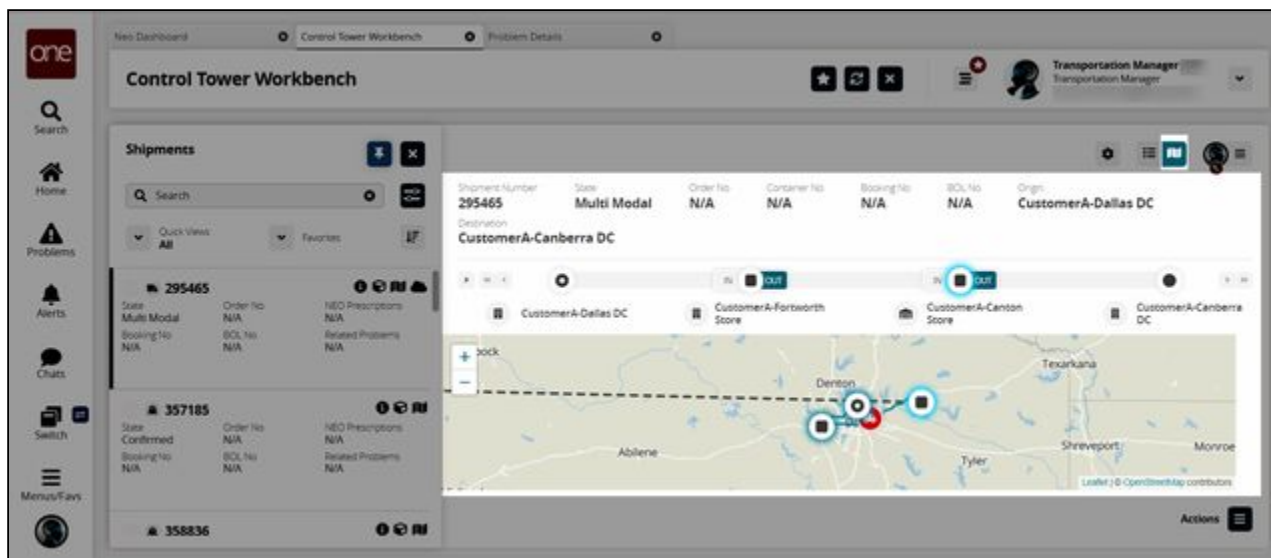 one
Search
Home
Problems
Alerts
Chats
Switch
Menus/Favs
Neo Dashboard
Control Tower Workbench
Problem Details
Control Tower Workbench
Transportation Manager
Transportation Manager
Shipments
Search
Quick Views
All
Favorites
295465
State Order No NEO Prescriptions
Multi Modal N/A N/A
Booking No BOL No Related Problems
N/A N/A N/A
357185
State Order No NEO Prescriptions
Confirmed N/A N/A
Booking No BOL No Related Problems
N/A N/A N/A
358836
Shipment Number State Order No Container No Booking No BOL No Origin
295465 Multi Modal N/A N/A N/A N/A CustomerA-Dallas DC
Destination
CustomerA-Canberra DC
IN OUT IN OUT
CustomerA-Dallas DC
CustomerA-Fortworth
Store
CustomerA-Canton
Store
CustomerA-Canberra
DC
+
−
bock
Texarkana
Denton
Abilene
Tyler
Shreveport
Monroe
Leaflet | © OpenStreetMap contributors
Actions